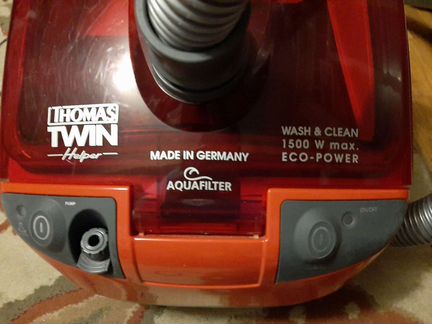 THOMAS
TWIN
Helper
MADE IN GERMANY
AQUAFILTER
WASH & CLEAN
1500 W max.
ECO-POWER
PUMP
ON/OFF